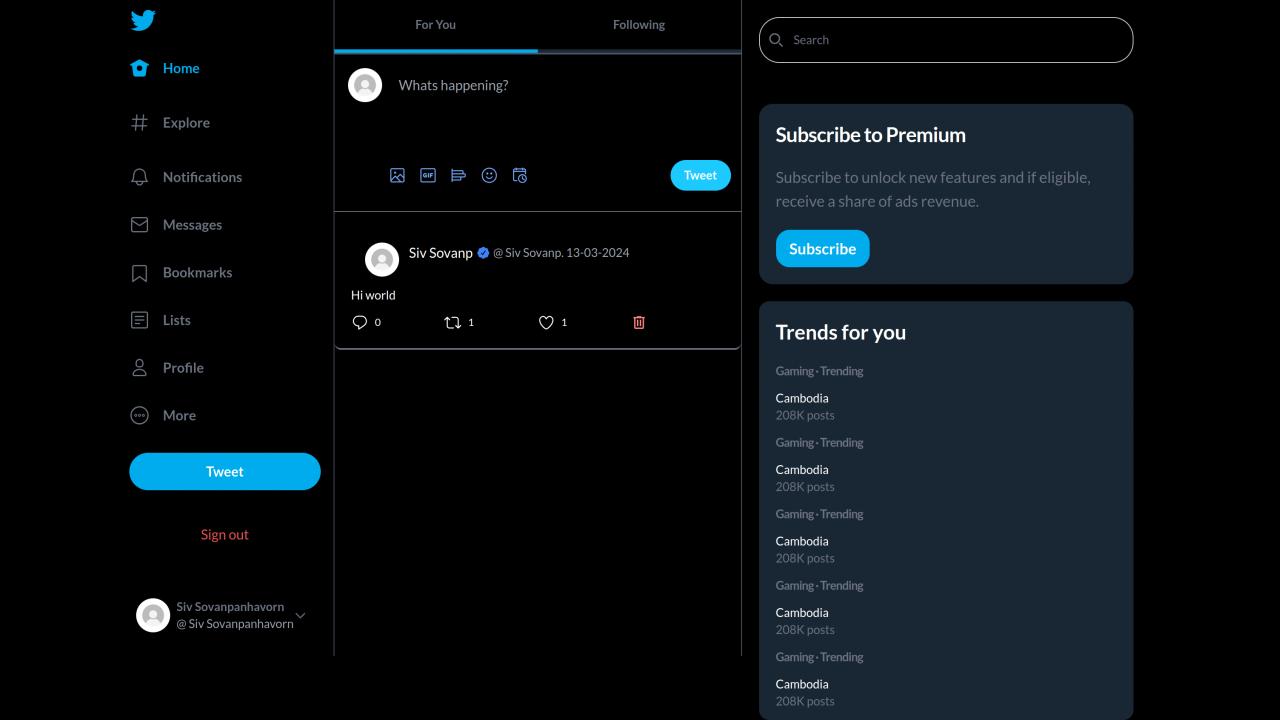 Home
Explore
Notifications
Messages
Bookmarks
Lists
Profile
More
Tweet
Sign out
Siv Sovanpanhavorn
@ Siv Sovanpanhavorn
For You
Following
Whats happening?
GIF
Tweet
Siv Sovanp @ Siv Sovanp. 13-03-2024
Hi world
0 1 1
Search
Subscribe to Premium
Subscribe to unlock new features and if eligible,
receive a share of ads revenue.
Subscribe
Trends for you
Gaming · Trending
Cambodia
208K posts
Gaming · Trending
Cambodia
208K posts
Gaming · Trending
Cambodia
208K posts
Gaming · Trending
Cambodia
208K posts
Gaming · Trending
Cambodia
208K posts